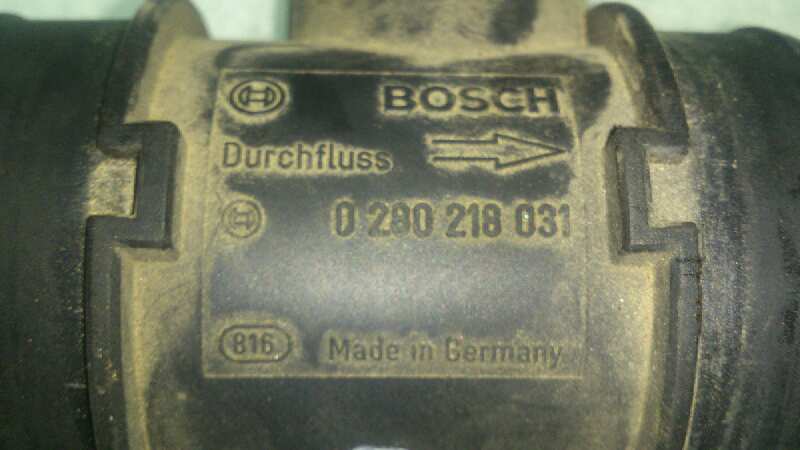 BOSCH
Durchfluss
0 280 218 031
816 Made in Germany